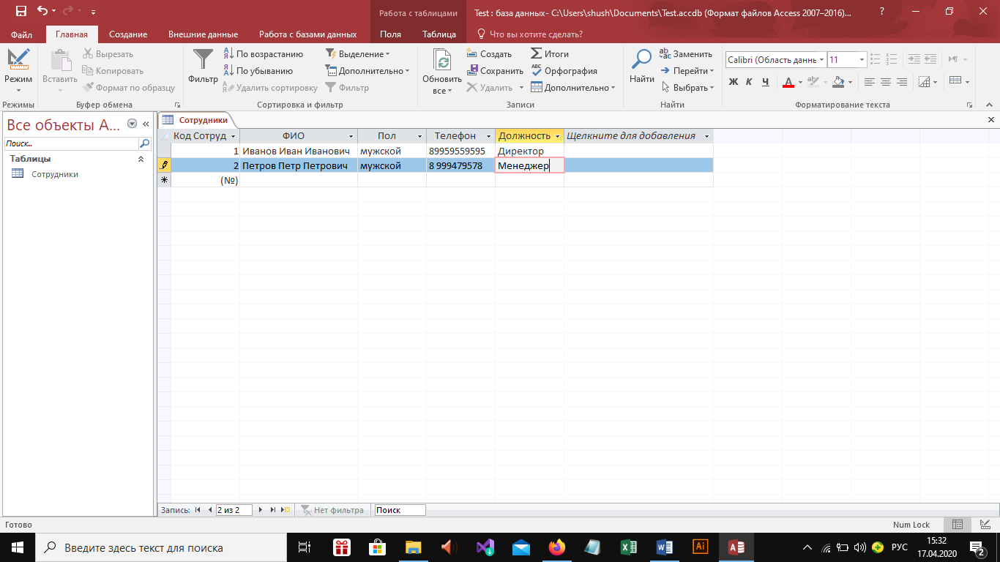 Работа с таблицами
Test : база данных- C:\Users\shush\Documents\Test.accdb (Формат файлов Access 2007–2016)...
?
Файл Главная Создание Внешние данные Работа с базами данных Поля Таблица Что вы хотите сделать?
Режим
Режимы
Вставить
Вырезать
Копировать
Формат по образцу
Буфер обмена
Фильтр
По возрастанию
По убыванию
Удалить сортировку
Выделение
Дополнительно
Фильтр
Сортировка и фильтр
Обновить
все
Создать
Сохранить
Удалить
Итоги
Орфография
Дополнительно
Записи
Найти
Заменить
Перейти
Выбрать
Найти
Calibri (Область данны 11
Ж К Ч А
Форматирование текста
Все объекты А...
Поиск...
Таблицы
Сотрудники
Сотрудники
Код Сотруд ФИО Пол Телефон Должность Щелкните для добавления
1 Иванов Иван Иванович мужской 89959559595 Директор
2 Петров Петр Петрович мужской 8 999479578 Менеджер
(№)
Запись: 2 из 2 Нет фильтра Поиск
Готово
Num Lock
Введите здесь текст для поиска
Ai
РУС
15:32
17.04.2020
2